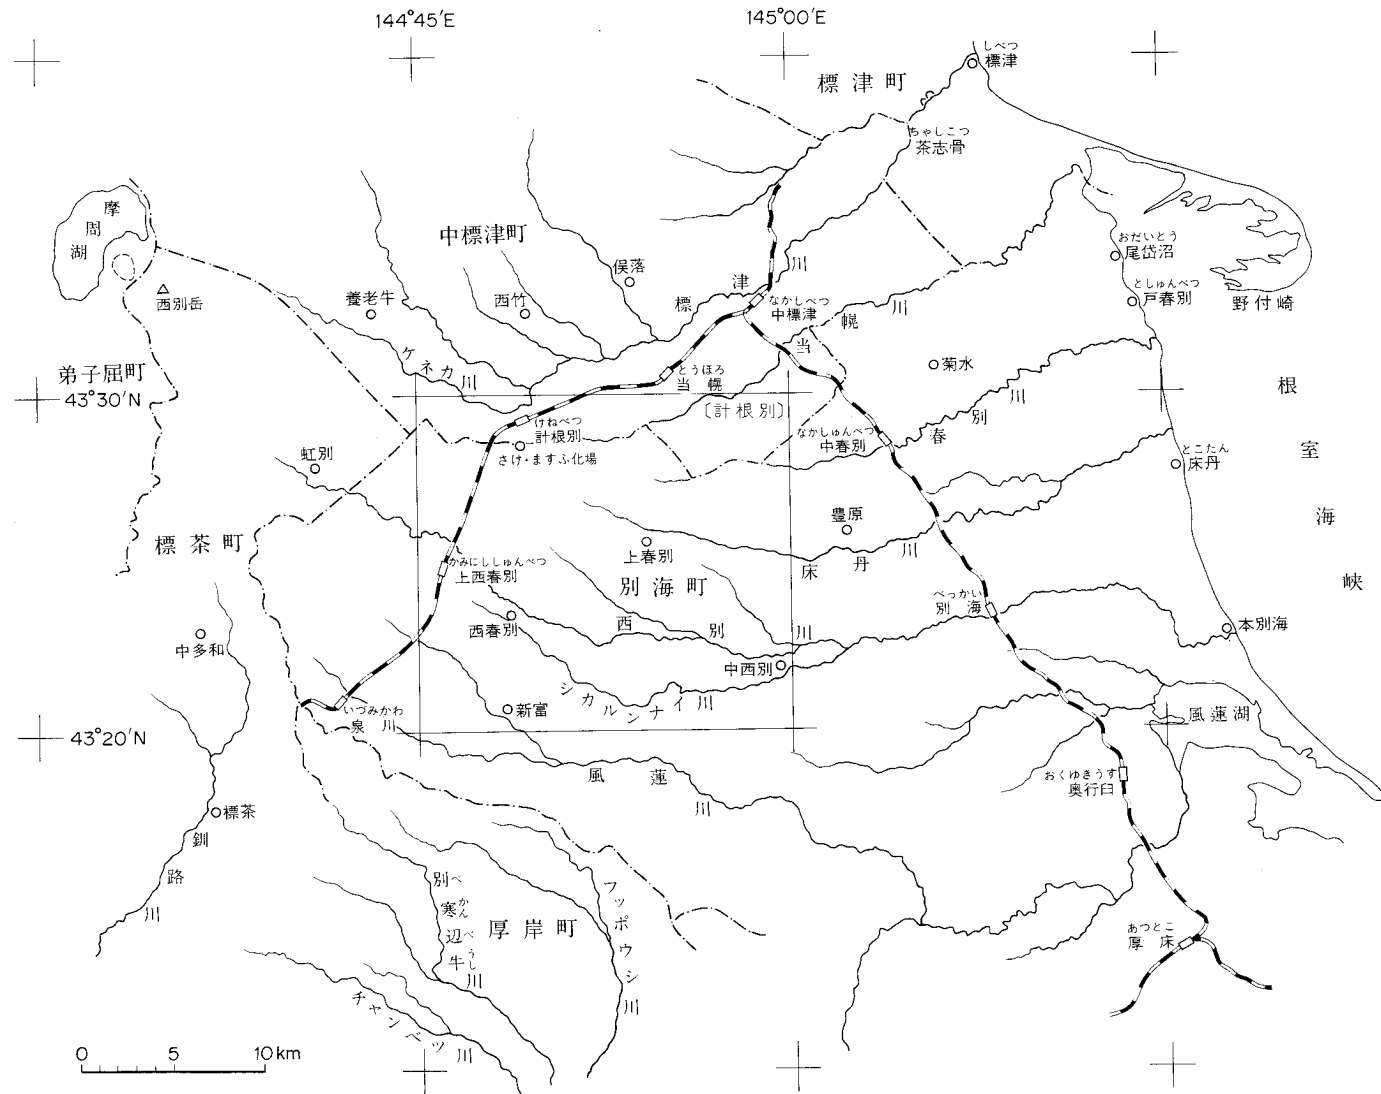 144°45′E
145°00′E
しべつ
標津
標津町
ちゃしこつ
茶志骨
摩周湖
中標津町
おだいとう
尾岱沼
俣落
西別岳
養老牛
西竹
標津川
なかしべつ
中標津
当幌川
としゅんべつ
戸春別
野付崎
弟子屈町
43°30′N
ケネカ川
とうほろ
当幌
〔計根別〕
菊水
根室海峡
けねべつ
計根別
なかしゅんべつ
中春別
春別川
さけ・ますふ化場
虹別
とこたん
床丹
標茶町
豊原
上春別
床丹川
かみにししゅんべつ
上西春別
別海町
べっかい
別海
西春別
西別川
本別海
中多和
中西別
シカルンナイ川
いづみかわ
泉川
新富
風蓮湖
43°20′N
風蓮川
おくゆきうす
奥行臼
標茶
釧路川
別寒辺牛川
べかんべうし
厚岸町
フッポウシ川
あつとこ
厚床
チャンベツ川
0 5 10km